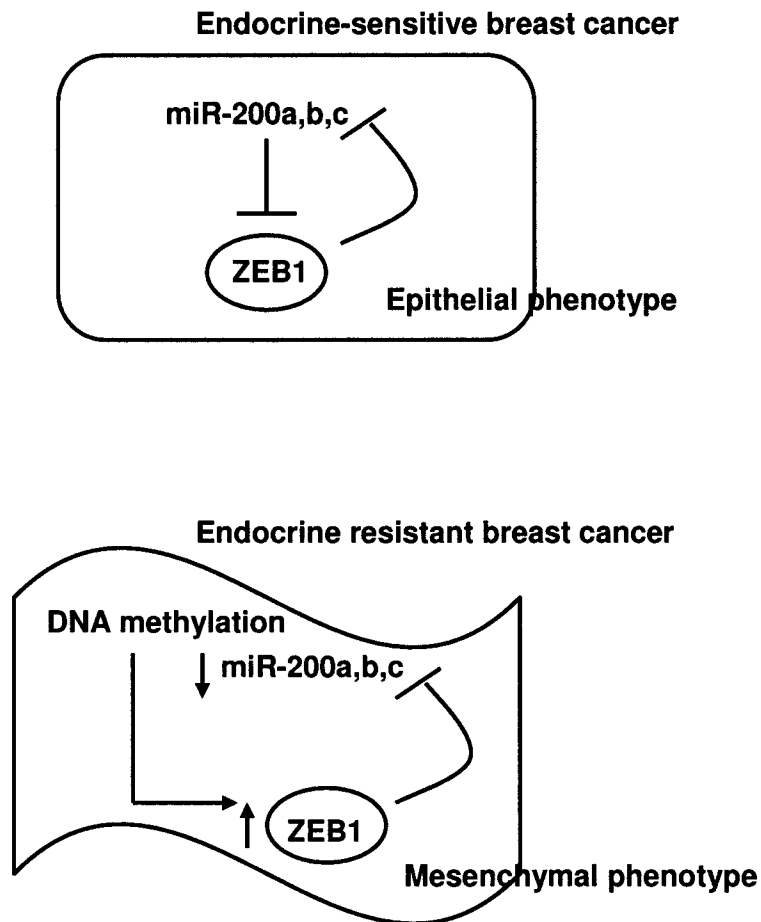 Endocrine-sensitive breast cancer
miR-200a,b,c
ZEB1
Epithelial phenotype
Endocrine resistant breast cancer
DNA methylation
miR-200a,b,c
ZEB1
Mesenchymal phenotype